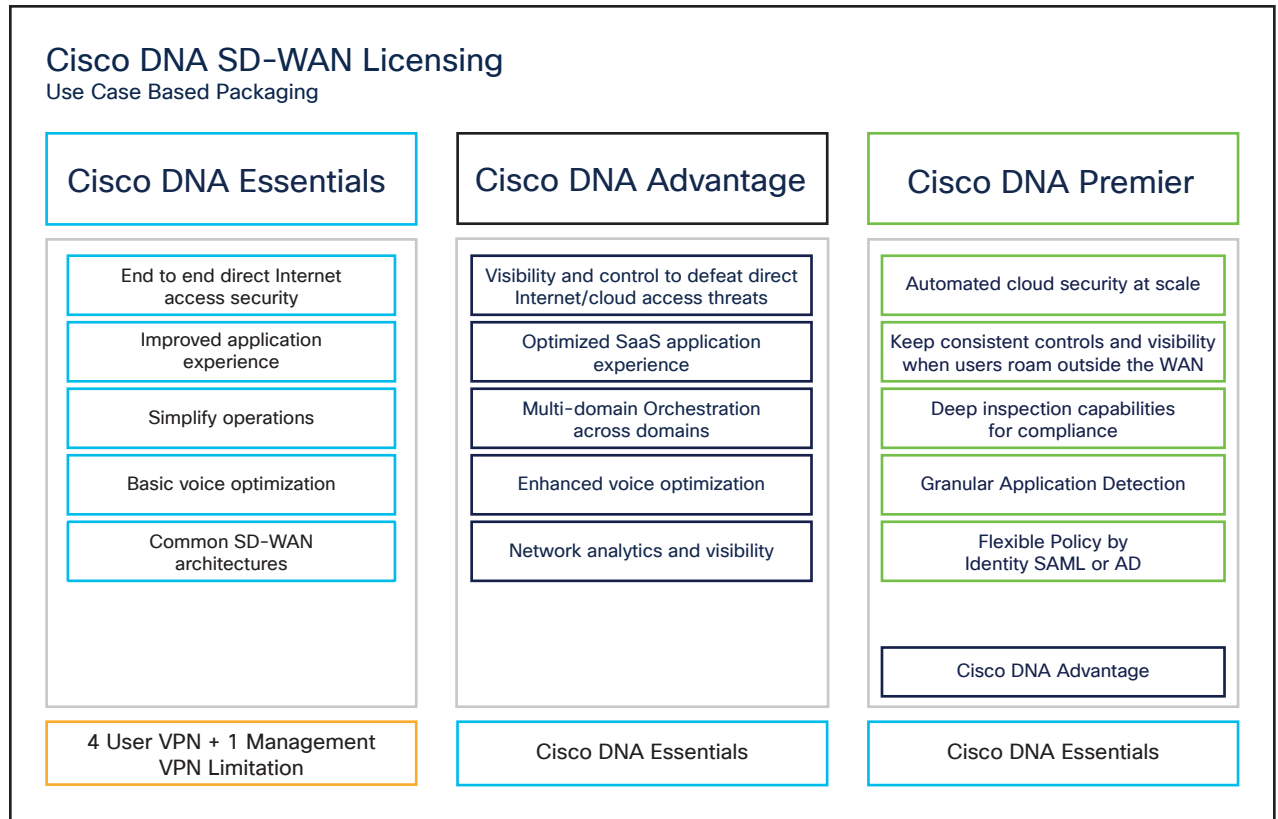 Cisco DNA SD-WAN Licensing
Use Case Based Packaging
Cisco DNA Essentials
End to end direct Internet
access security
Improved application
experience
Simplify operations
Basic voice optimization
Common SD-WAN
architectures
4 User VPN + 1 Management
VPN Limitation
Cisco DNA Advantage
Visibility and control to defeat direct
Internet/cloud access threats
Optimized SaaS application
experience
Multi-domain Orchestration
across domains
Enhanced voice optimization
Network analytics and visibility
Cisco DNA Essentials
Cisco DNA Premier
Automated cloud security at scale
Keep consistent controls and visibility
when users roam outside the WAN
Deep inspection capabilities
for compliance
Granular Application Detection
Flexible Policy by
Identity SAML or AD
Cisco DNA Advantage
Cisco DNA Essentials